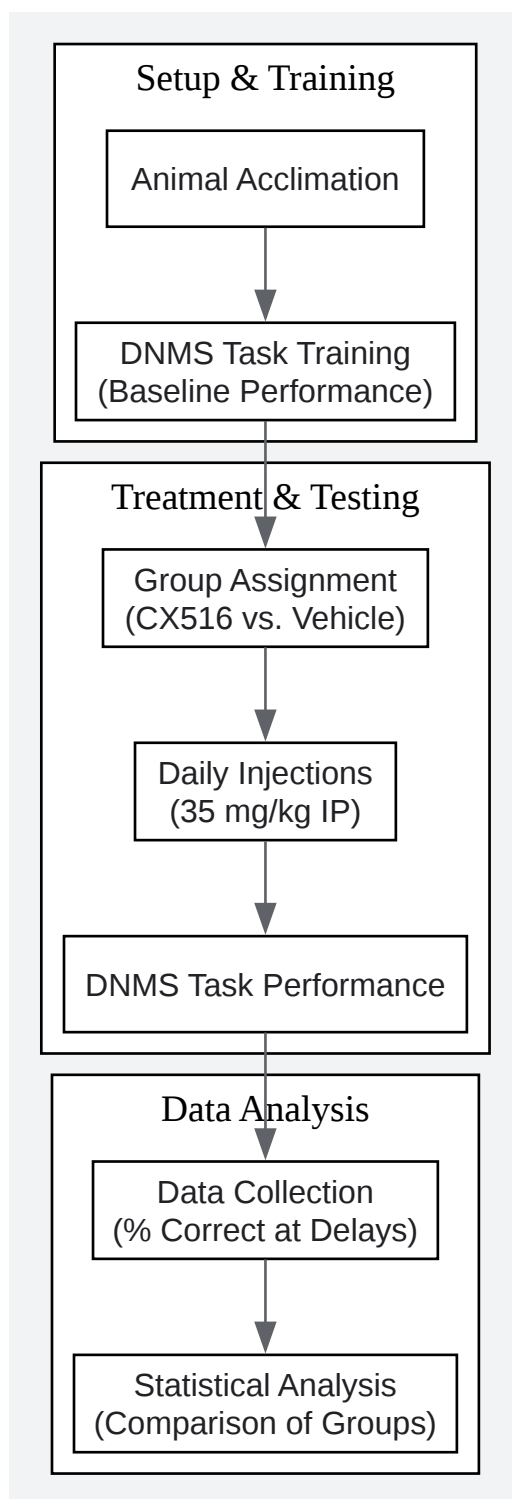 Setup & Training
Animal Acclimation
DNMS Task Training
(Baseline Performance)
Treatment & Testing
Group Assignment
(CX516 vs. Vehicle)
Daily Injections
(35 mg/kg IP)
DNMS Task Performance
Data Analysis
Data Collection
(% Correct at Delays)
Statistical Analysis
(Comparison of Groups)